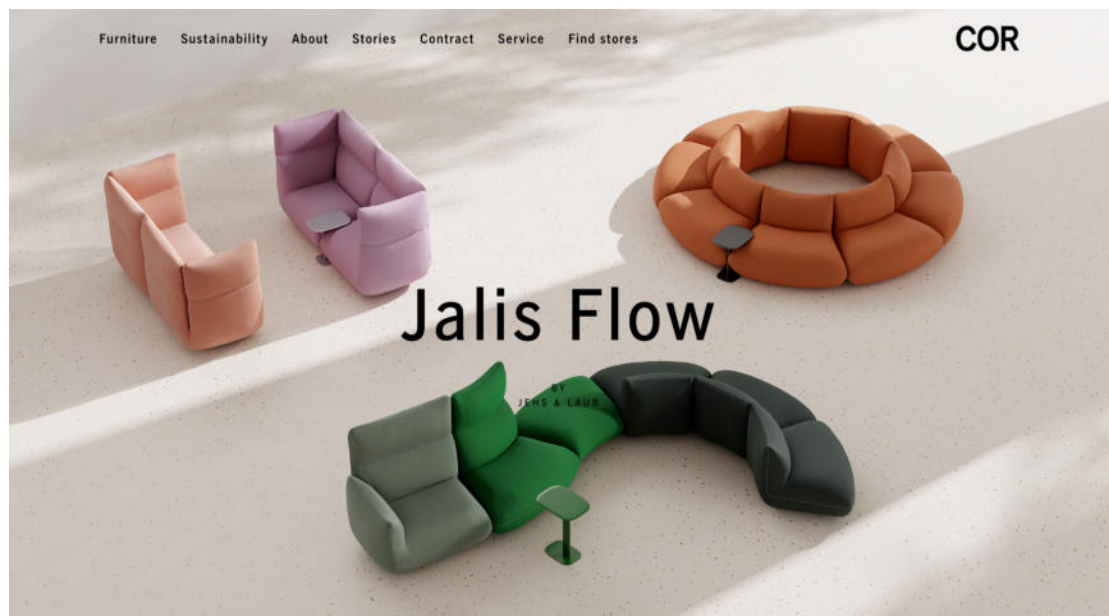 Furniture Sustainability About Stories Contract Service Find stores
COR
Jalis Flow
BY
JEHS & LAUB